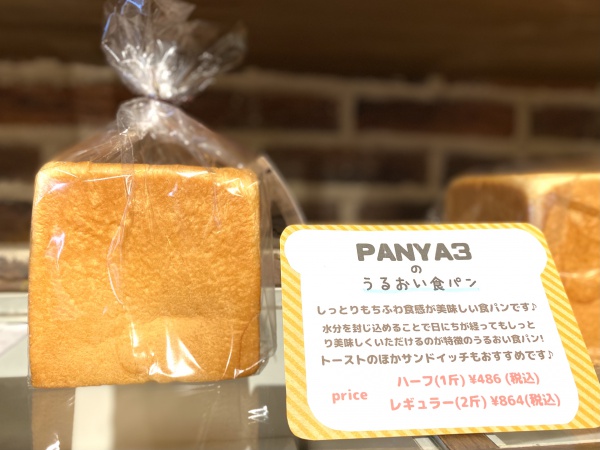 PANYA3
の
うるおい食パン
しっとりもちふわ食感が美味しい食パンです♪
水分を封じ込めることで日にちが経ってもしっと
り美味しくいただけるのが特徴のうるおい食パン!
トーストのほかサンドイッチもおすすめです♪
price
ハーフ(1斤) ¥486 (税込)
レギュラー(2斤) ¥864(税込)